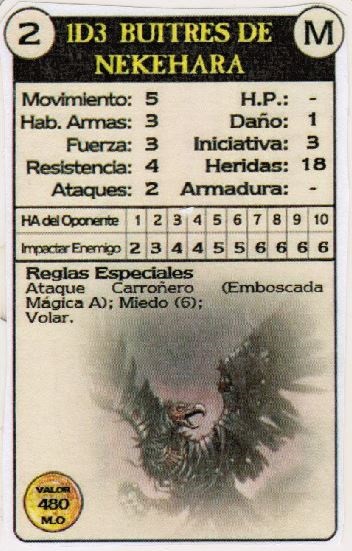 2
1D3 BUITRES DE
NEKEHARA
M
Movimiento: 5 H.P.: -
Hab. Armas: 3 Daño: 1
Fuerza: 3 Iniciativa: 3
Resistencia: 4 Heridas: 18
Ataques: 2 Armadura: -
HA del Oponente 1 2 3 4 5 6 7 8 9 10
Impactar Enemigo 2 3 4 4 5 5 6 6 6 6
Reglas Especiales
Ataque Carroñero (Emboscada
Mágica A); Miedo (6);
Volar.
VALOR
480
M.O